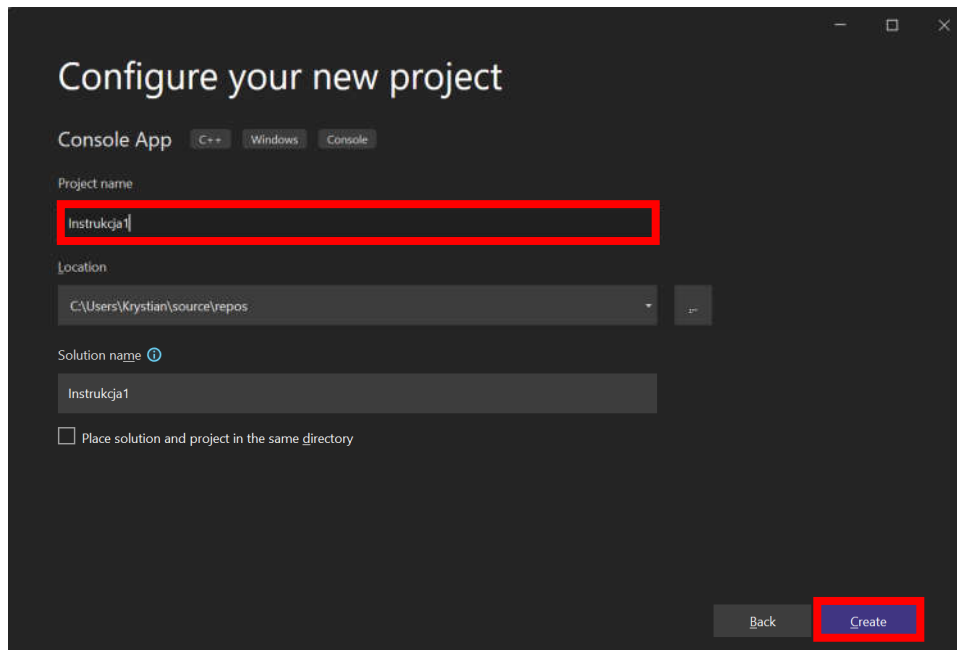 Configure your new project
Console App C++ Windows Console
Project name
Instrukcja1
Location
C:\Users\Krystian\source\repos
...
Solution name
Instrukcja1
Place solution and project in the same directory
Back Create